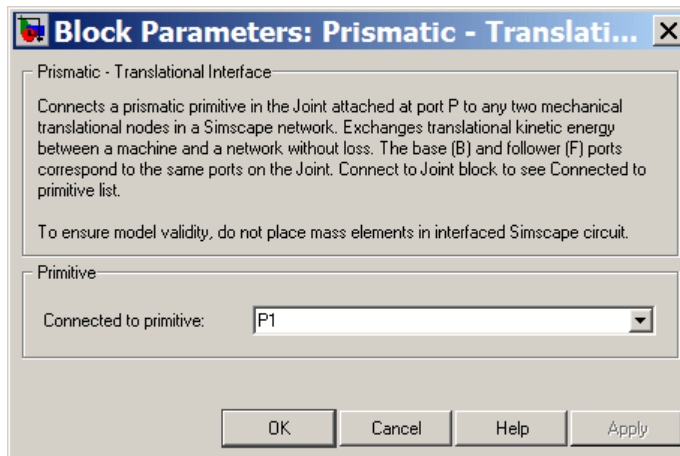 Block Parameters: Prismatic - Translati...
Prismatic - Translational Interface
Connects a prismatic primitive in the Joint attached at port P to any two mechanical
translational nodes in a Simscape network. Exchanges translational kinetic energy
between a machine and a network without loss. The base (B) and follower (F) ports
correspond to the same ports on the Joint. Connect to Joint block to see Connected to
primitive list.
To ensure model validity, do not place mass elements in interfaced Simscape circuit.
Primitive
Connected to primitive: P1
OK Cancel Help Apply